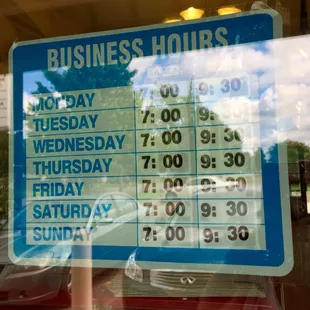 BUSINESS HOURS
MONDAY 7:00 9:30
TUESDAY 7:00 9:30
WEDNESDAY 7:00 9:30
THURSDAY 7:00 9:30
FRIDAY 7:00 9:30
SATURDAY 7:00 9:30
SUNDAY 7:00 9:30